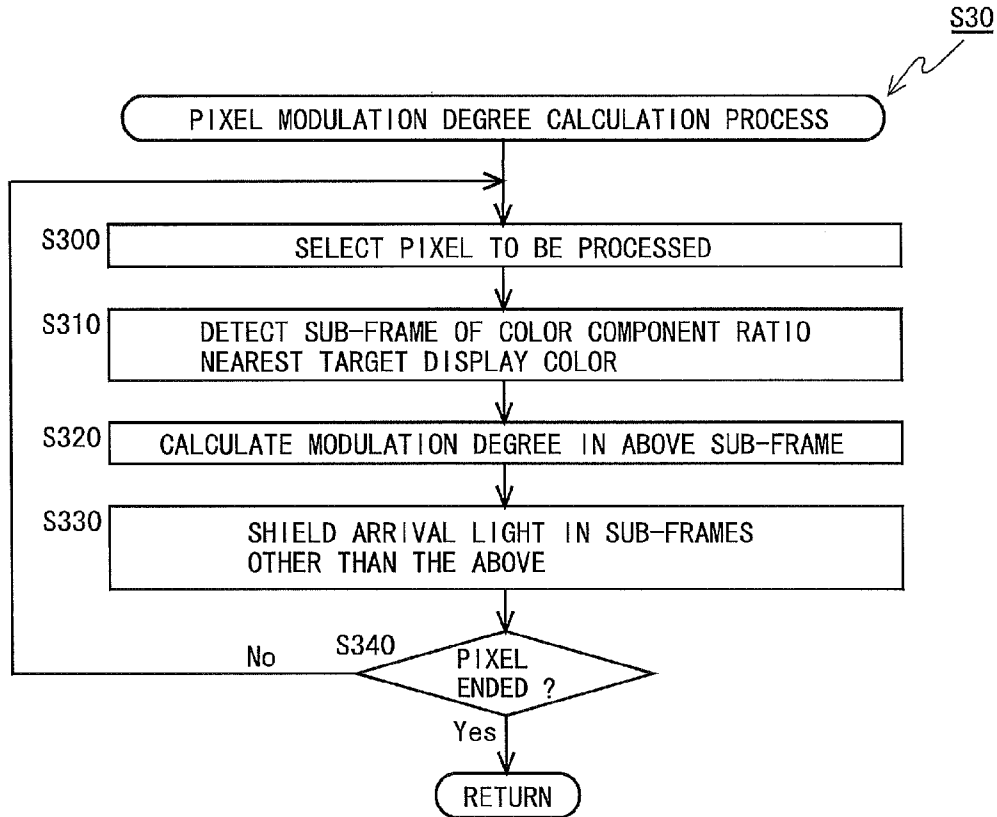 S30
PIXEL MODULATION DEGREE CALCULATION PROCESS
S300
SELECT PIXEL TO BE PROCESSED
S310
DETECT SUB-FRAME OF COLOR COMPONENT RATIO
NEAREST TARGET DISPLAY COLOR
S320
CALCULATE MODULATION DEGREE IN ABOVE SUB-FRAME
S330
SHIELD ARRIVAL LIGHT IN SUB-FRAMES
OTHER THAN THE ABOVE
S340
No
PIXEL
ENDED ?
Yes
RETURN